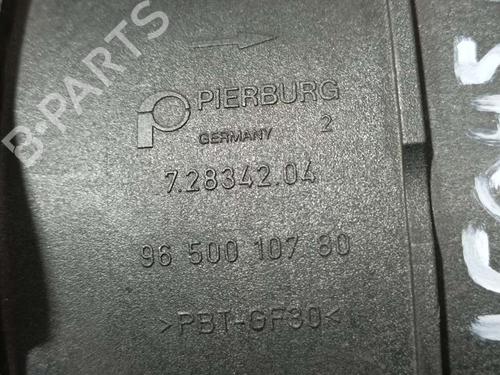 B-PARTS
PIERBURG
GERMANY 2
7.28342.04
96 500 107 80
>PBT-GF30<